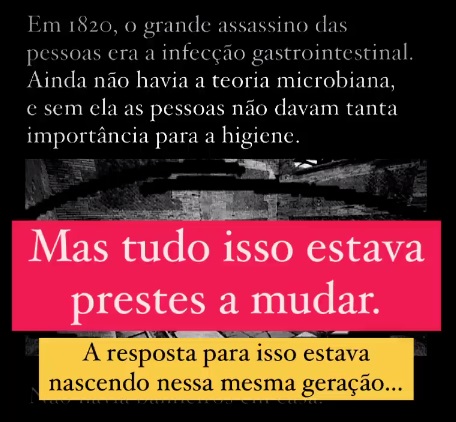 Em 1820, o grande assassino das
pessoas era a infecção gastrointestinal.
Ainda não havia a teoria microbiana,
e sem ela as pessoas não davam tanta
importância para a higiene.
Mas tudo isso estava
prestes a mudar.
A resposta para isso estava
nascendo nessa mesma geração...